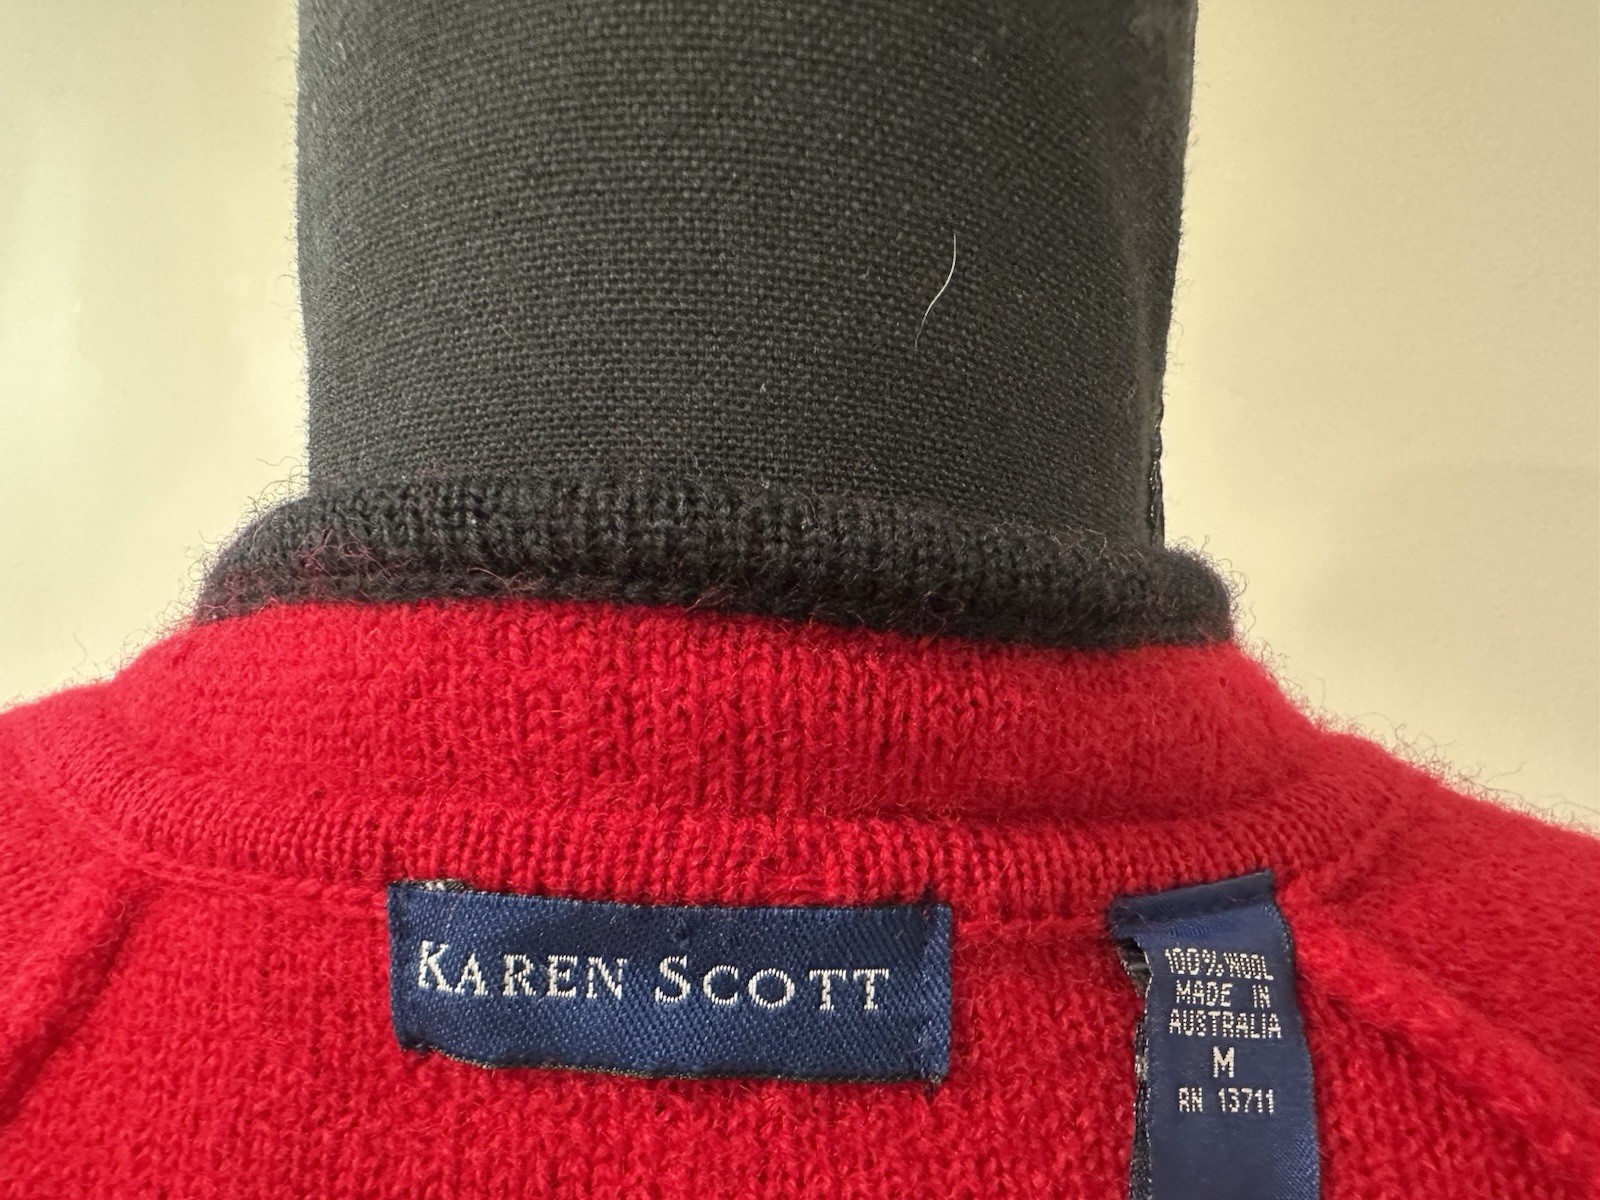 KAREN SCOTT
100% WOOL
MADE IN
AUSTRALIA
M
RN 13711